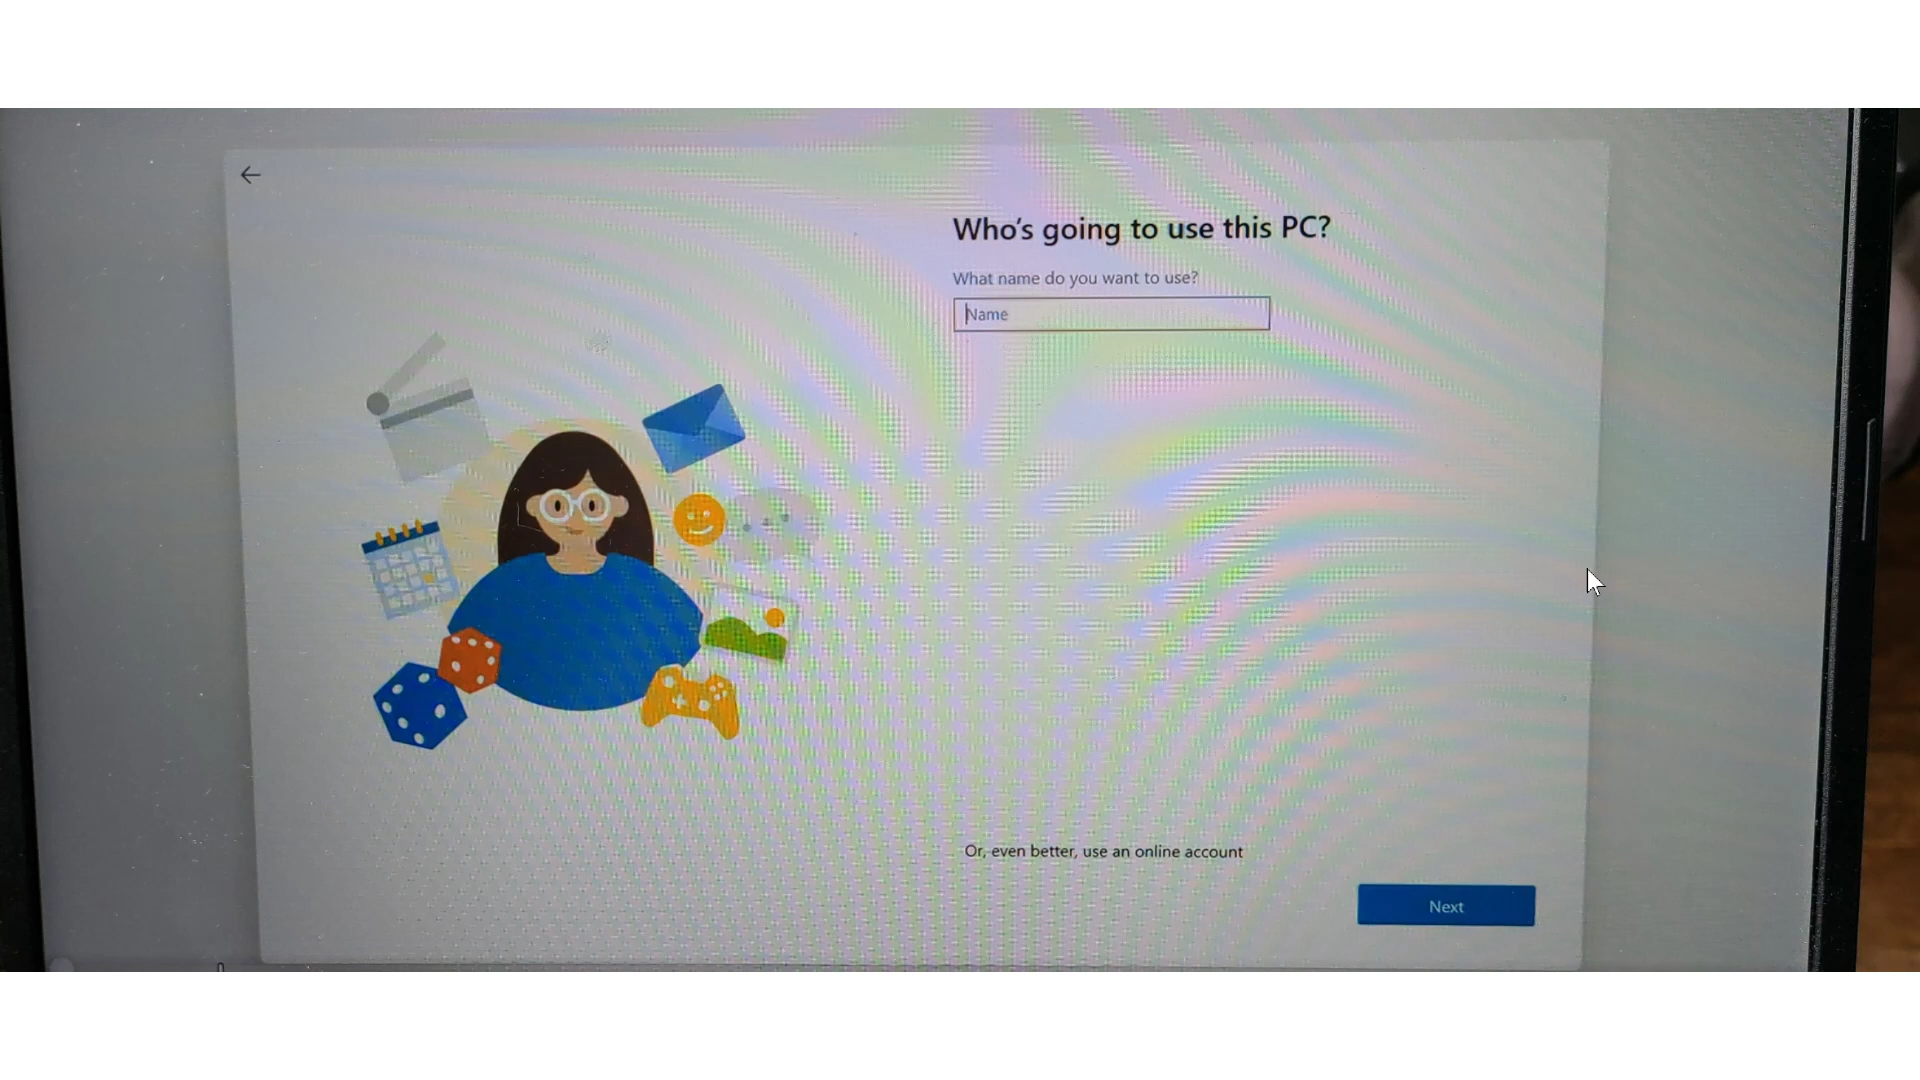 Who's going to use this PC?
What name do you want to use?
Name
Or, even better, use an online account
Next